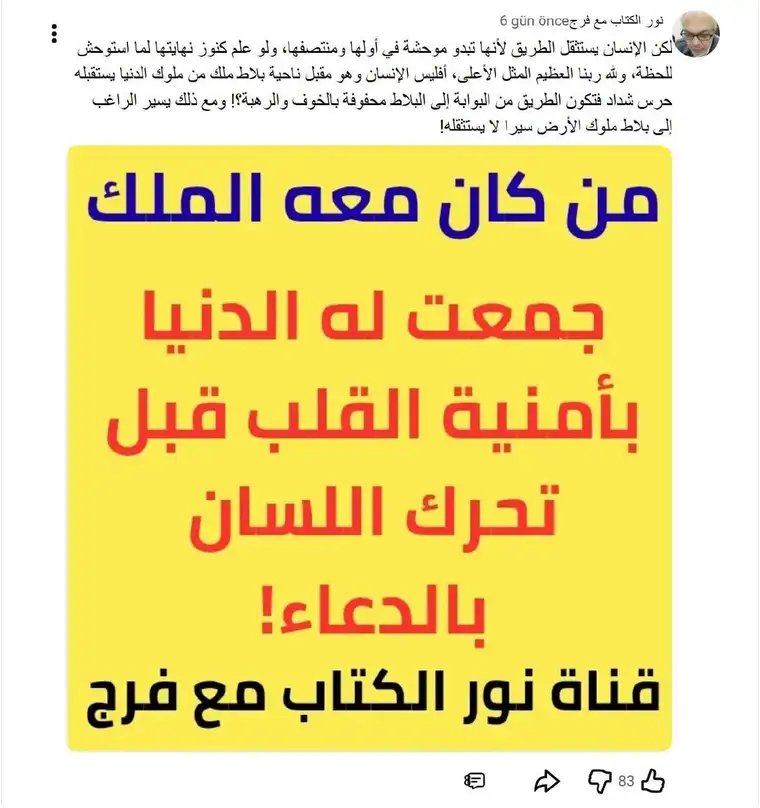 نور الكتاب مع فرج6 gün önce
لكن الإنسان يستثقل الطريق لأنها تبدو موحشة في أولها ومنتصفها، ولو علم كنوز نهايتها لما استوحش
للحظة، ولله ربنا العظيم المثل الأعلى، أفليس الإنسان وهو مقبل ناحية بلاط ملك من ملوك الدنيا يستقبله
حرس شداد فتكون الطريق من البوابة إلى البلاط محفوفة بالخوف والرهبة؟! ومع ذلك يسير الراغب
إلى بلاط ملوك الأرض سيرا لا يستثقله!
من كان معه الملك
جمعت له الدنيا
بأمنية القلب قبل
تحرك اللسان
بالدعاء!
قناة نور الكتاب مع فرج
83